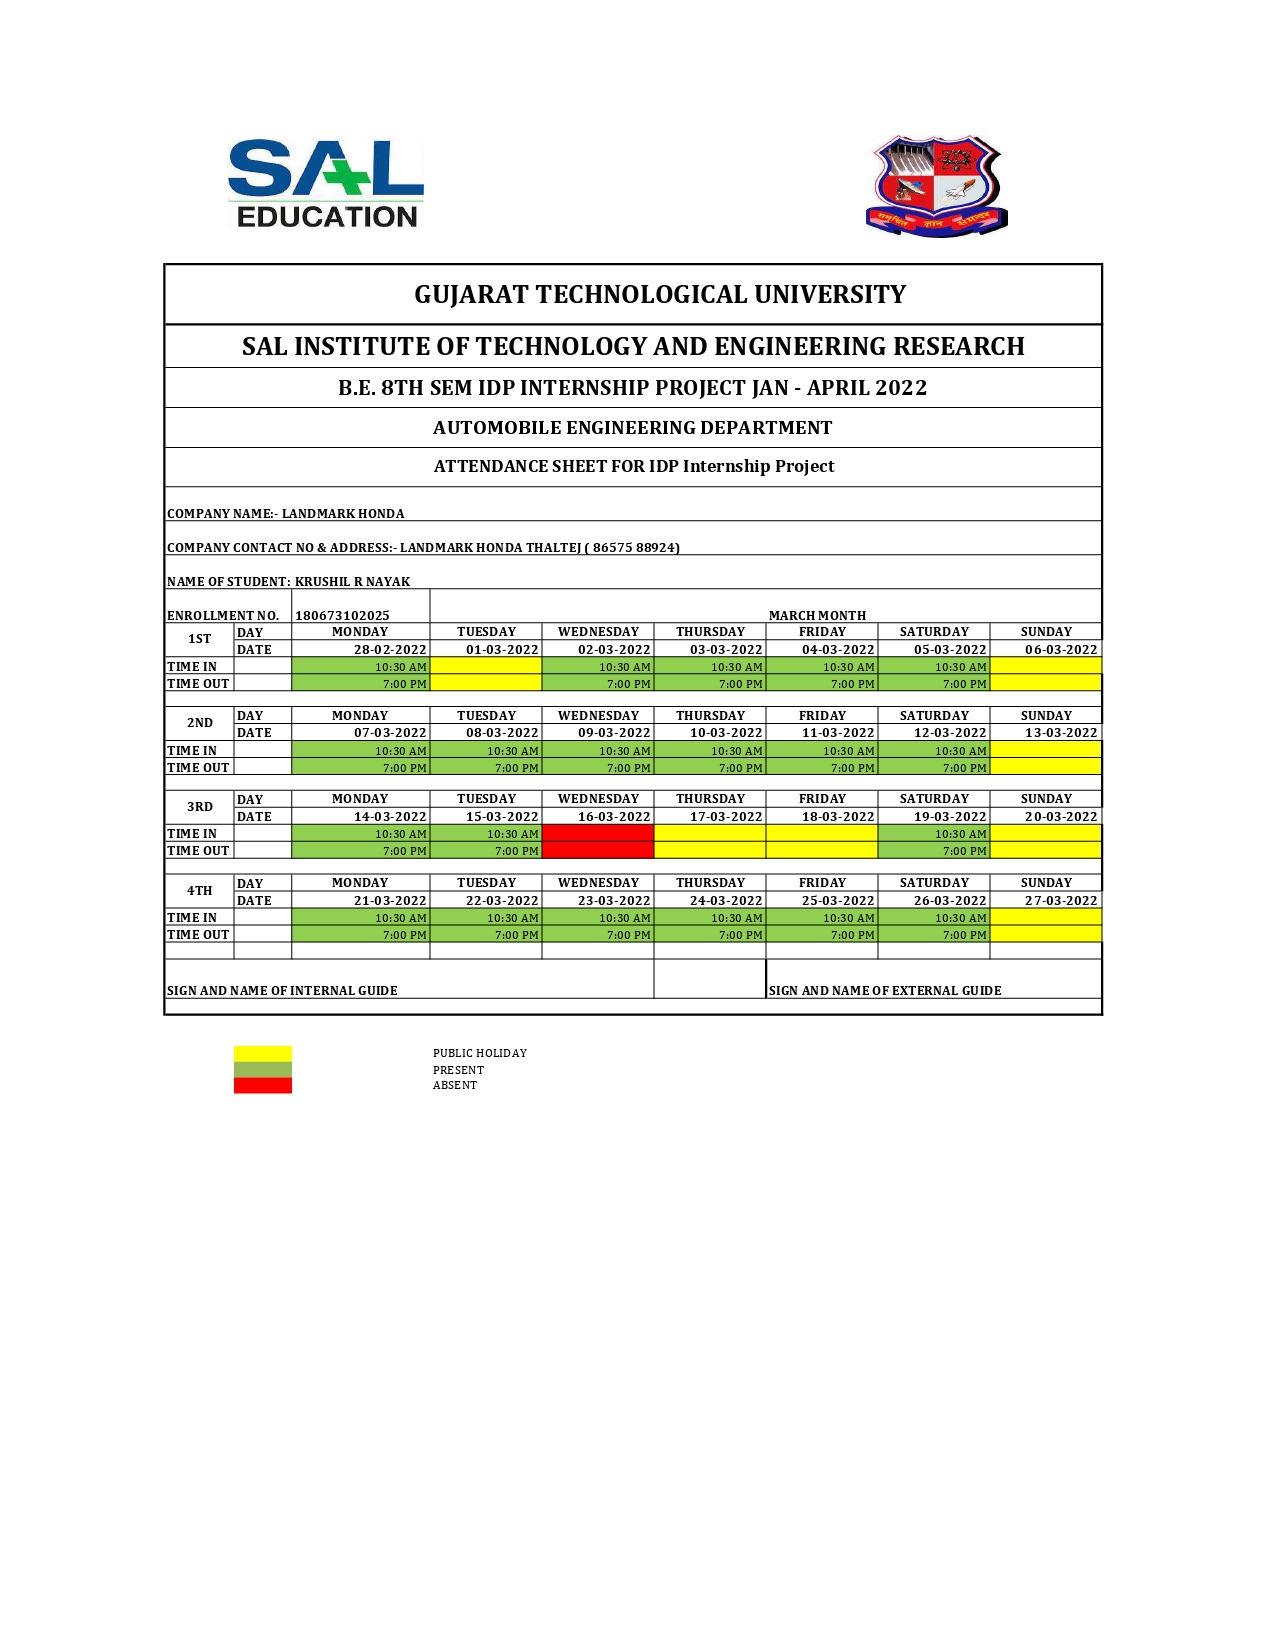 SAL
EDUCATION
GUJARAT TECHNOLOGICAL UNIVERSITY
SAL INSTITUTE OF TECHNOLOGY AND ENGINEERING RESEARCH
B.E. 8TH SEM IDP INTERNSHIP PROJECT JAN - APRIL 2022
AUTOMOBILE ENGINEERING DEPARTMENT
ATTENDANCE SHEET FOR IDP Internship Project
COMPANY NAME:- LANDMARK HONDA
COMPANY CONTACT NO & ADDRESS:- LANDMARK HONDA THALTEJ ( 86575 88924)
NAME OF STUDENT: KRUSHIL R NAYAK
ENROLLMENT NO. 180673102025 MARCH MONTH
1ST DAY MONDAY TUESDAY WEDNESDAY THURSDAY FRIDAY SATURDAY SUNDAY
DATE 28-02-2022 01-03-2022 02-03-2022 03-03-2022 04-03-2022 05-03-2022 06-03-2022
TIME IN 10:30 AM 10:30 AM 10:30 AM 10:30 AM 10:30 AM
TIME OUT 7:00 PM 7:00 PM 7:00 PM 7:00 PM 7:00 PM
2ND DAY MONDAY TUESDAY WEDNESDAY THURSDAY FRIDAY SATURDAY SUNDAY
DATE 07-03-2022 08-03-2022 09-03-2022 10-03-2022 11-03-2022 12-03-2022 13-03-2022
TIME IN 10:30 AM 10:30 AM 10:30 AM 10:30 AM 10:30 AM 10:30 AM
TIME OUT 7:00 PM 7:00 PM 7:00 PM 7:00 PM 7:00 PM 7:00 PM
3RD DAY MONDAY TUESDAY WEDNESDAY THURSDAY FRIDAY SATURDAY SUNDAY
DATE 14-03-2022 15-03-2022 16-03-2022 17-03-2022 18-03-2022 19-03-2022 20-03-2022
TIME IN 10:30 AM 10:30 AM 10:30 AM
TIME OUT 7:00 PM 7:00 PM 7:00 PM
4TH DAY MONDAY TUESDAY WEDNESDAY THURSDAY FRIDAY SATURDAY SUNDAY
DATE 21-03-2022 22-03-2022 23-03-2022 24-03-2022 25-03-2022 26-03-2022 27-03-2022
TIME IN 10:30 AM 10:30 AM 10:30 AM 10:30 AM 10:30 AM 10:30 AM
TIME OUT 7:00 PM 7:00 PM 7:00 PM 7:00 PM 7:00 PM 7:00 PM
SIGN AND NAME OF INTERNAL GUIDE SIGN AND NAME OF EXTERNAL GUIDE
PUBLIC HOLIDAY
PRESENT
ABSENT